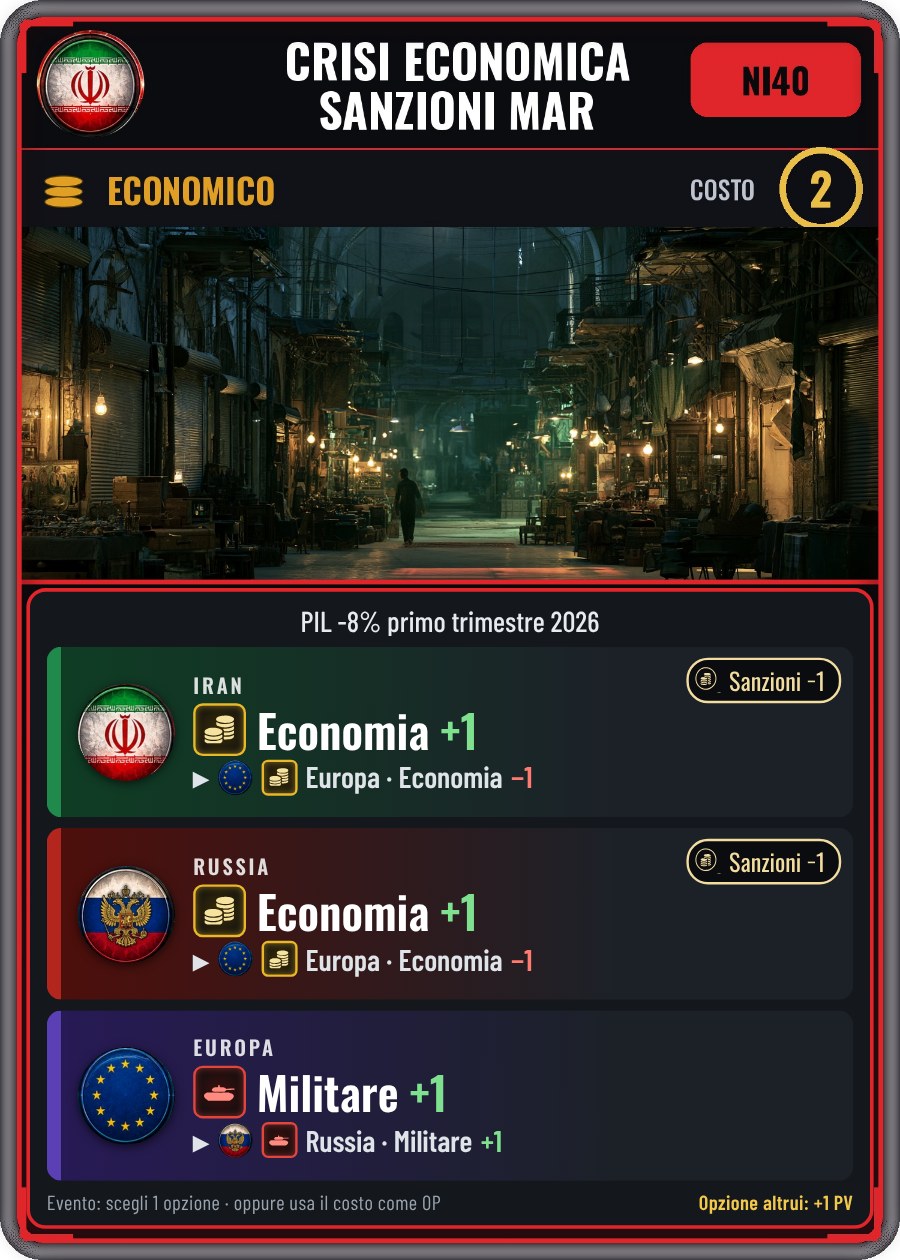 CRISI ECONOMICA
SANZIONI MAR
NI40
ECONOMICO
COSTO
2
PIL -8% primo trimestre 2026
IRAN
Sanzioni −1
Economia +1
▶ Europa · Economia −1
RUSSIA
Sanzioni −1
Economia +1
▶ Europa · Economia −1
EUROPA
Militare +1
▶ Russia · Militare +1
Evento: scegli 1 opzione · oppure usa il costo come OP
Opzione altrui: +1 PV